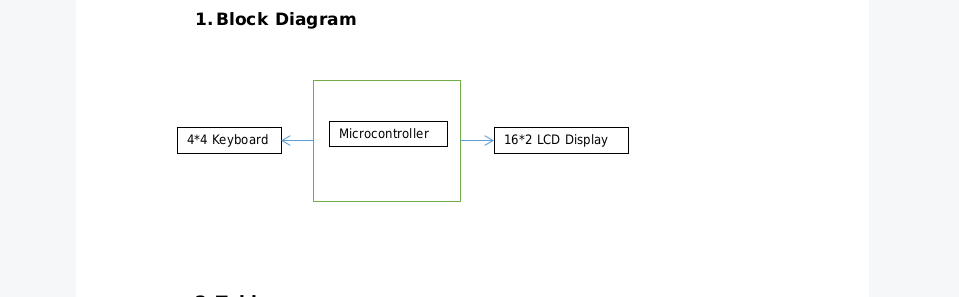 1. Block Diagram
Microcontroller
4*4 Keyboard
16*2 LCD Display